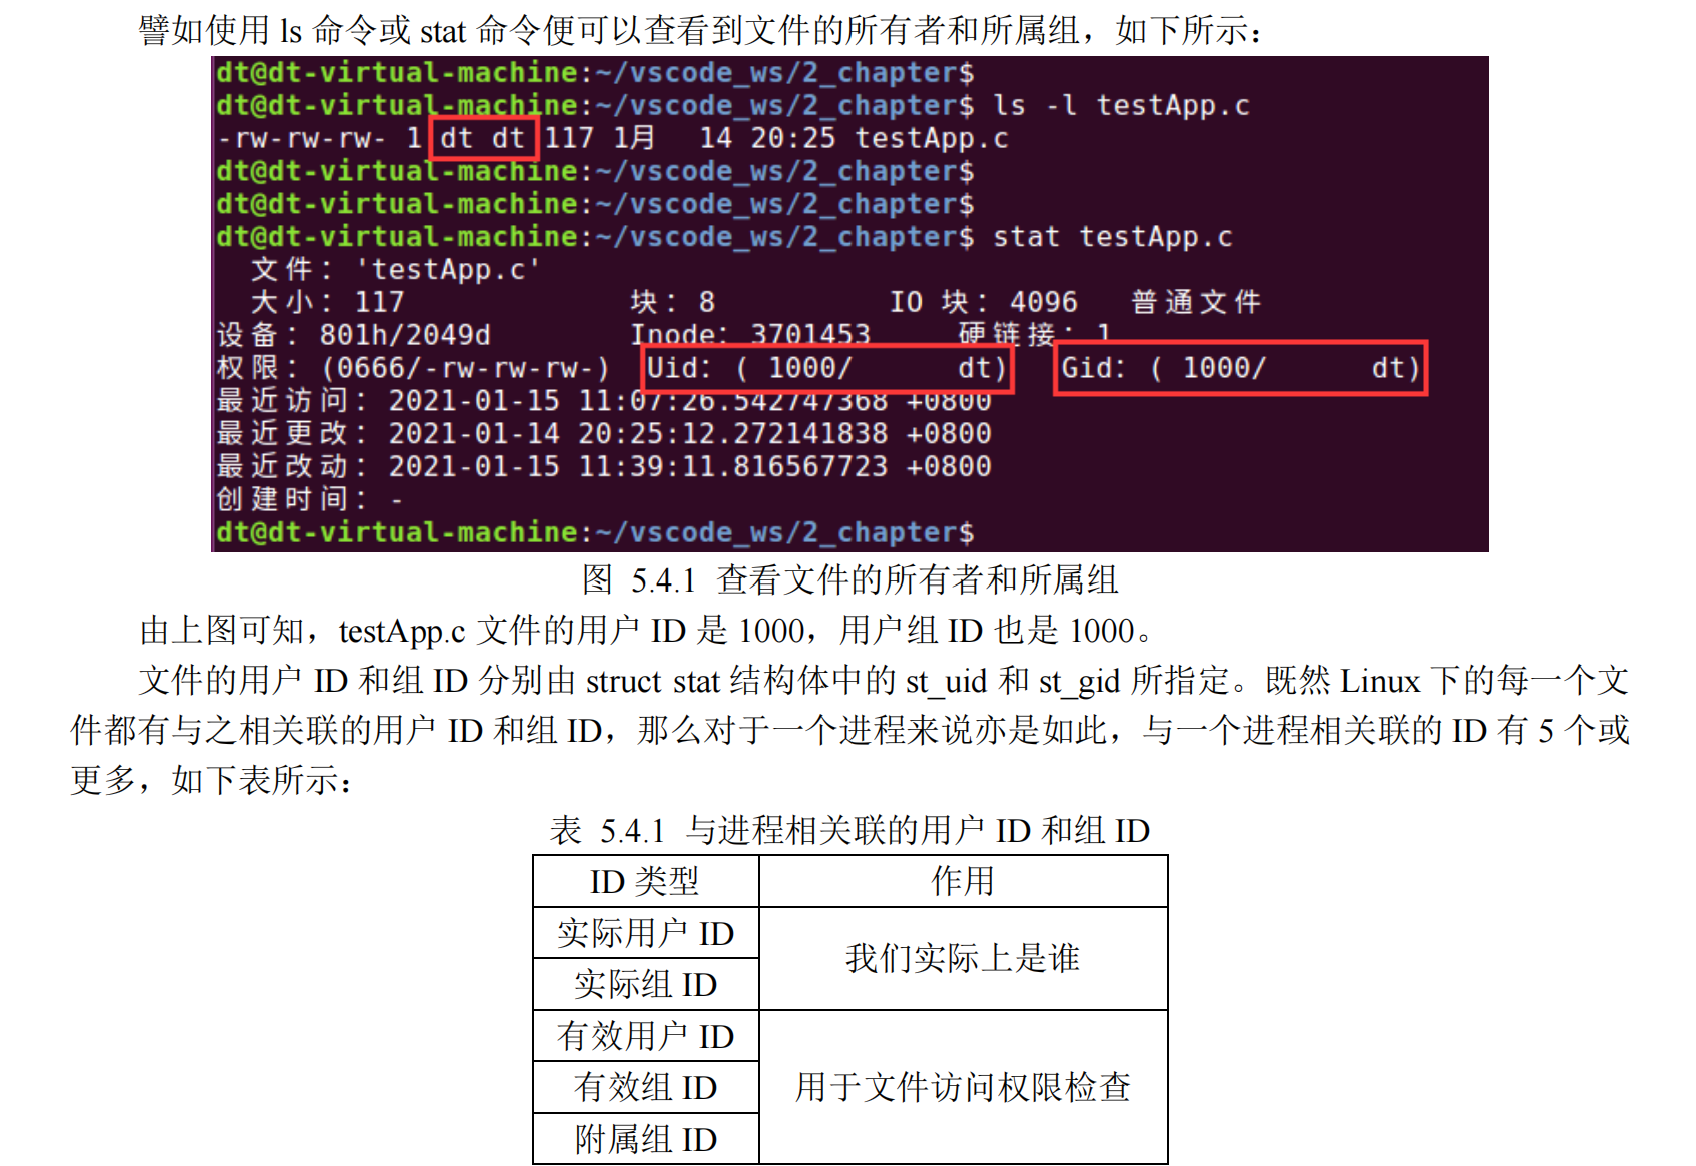 譬如使用 ls 命令或 stat 命令便可以查看到文件的所有者和所属组，如下所示：
dt@dt-virtual-machine:~/vscode_ws/2_chapter$
dt@dt-virtual-machine:~/vscode_ws/2_chapter$ ls -l testApp.c
-rw-rw-rw- 1 dt dt 117 1月  14 20:25 testApp.c
dt@dt-virtual-machine:~/vscode_ws/2_chapter$
dt@dt-virtual-machine:~/vscode_ws/2_chapter$
dt@dt-virtual-machine:~/vscode_ws/2_chapter$ stat testApp.c
文件：'testApp.c'
大小：117 块：8 IO 块：4096 普通文件
设备：801h/2049d Inode：3701453 硬链接：1
权限：(0666/-rw-rw-rw-) Uid：( 1000/ dt) Gid：( 1000/ dt)
最近访问：2021-01-15 11:07:26.542747368 +0800
最近更改：2021-01-14 20:25:12.272141838 +0800
最近改动：2021-01-15 11:39:11.816567723 +0800
创建时间：-
dt@dt-virtual-machine:~/vscode_ws/2_chapter$
图 5.4.1 查看文件的所有者和所属组
由上图可知，testApp.c 文件的用户 ID 是 1000，用户组 ID 也是 1000。
文件的用户 ID 和组 ID 分别由 struct stat 结构体中的 st_uid 和 st_gid 所指定。既然 Linux 下的每一个文
件都有与之相关联的用户 ID 和组 ID，那么对于一个进程来说亦是如此，与一个进程相关联的 ID 有 5 个或
更多，如下表所示：
表 5.4.1 与进程相关联的用户 ID 和组 ID
ID 类型 作用
实际用户 ID
我们实际上是谁
实际组 ID
有效用户 ID
有效组 ID
用于文件访问权限检查
附属组 ID